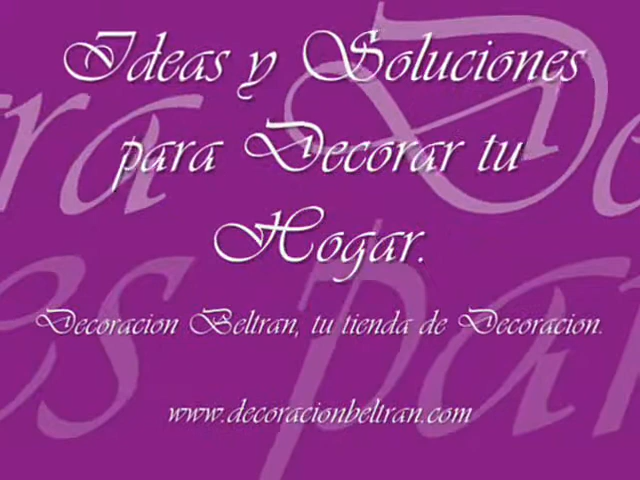 Ideas y Soluciones
para Decorar tu
Hogar.
Decoracion Beltran, tu tienda de Decoracion.
www.decoracionbeltran.com